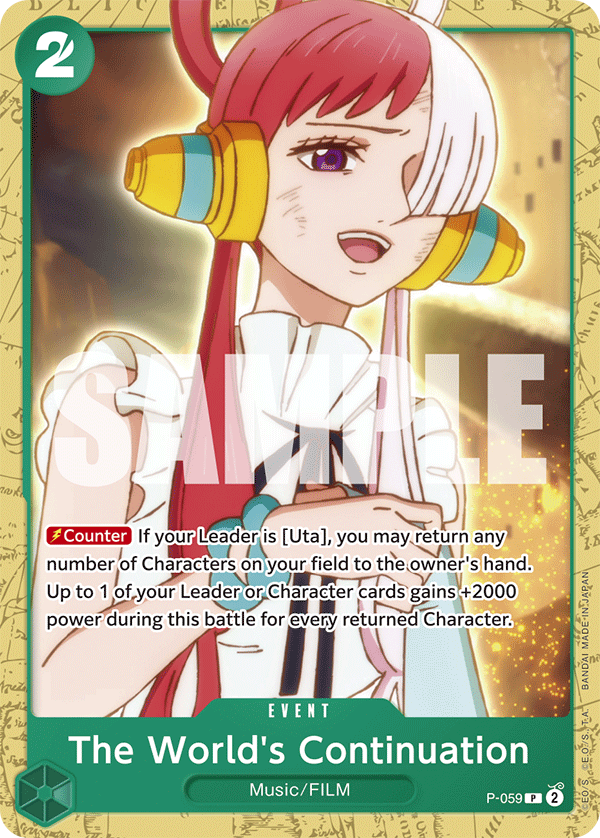 2
SAMPLE
Counter If your Leader is [Uta], you may return any
number of Characters on your field to the owner's hand.
Up to 1 of your Leader or Character cards gains +2000
power during this battle for every returned Character.
EVENT
The World's Continuation
Music/FILM
P-059 P 2
©E.O.S. ©E.O./S.,T.A. BANDAI MADE IN JAPAN